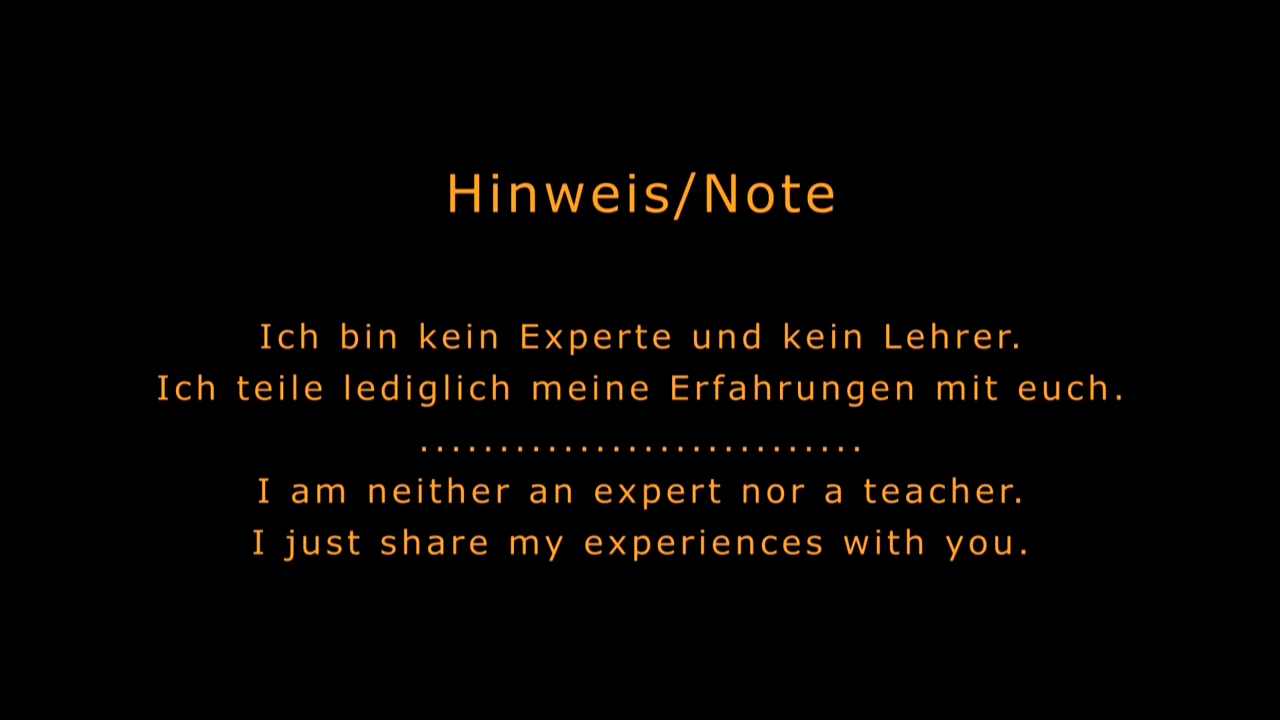 Hinweis/Note
Ich bin kein Experte und kein Lehrer.
Ich teile lediglich meine Erfahrungen mit euch.
............................
I am neither an expert nor a teacher.
I just share my experiences with you.